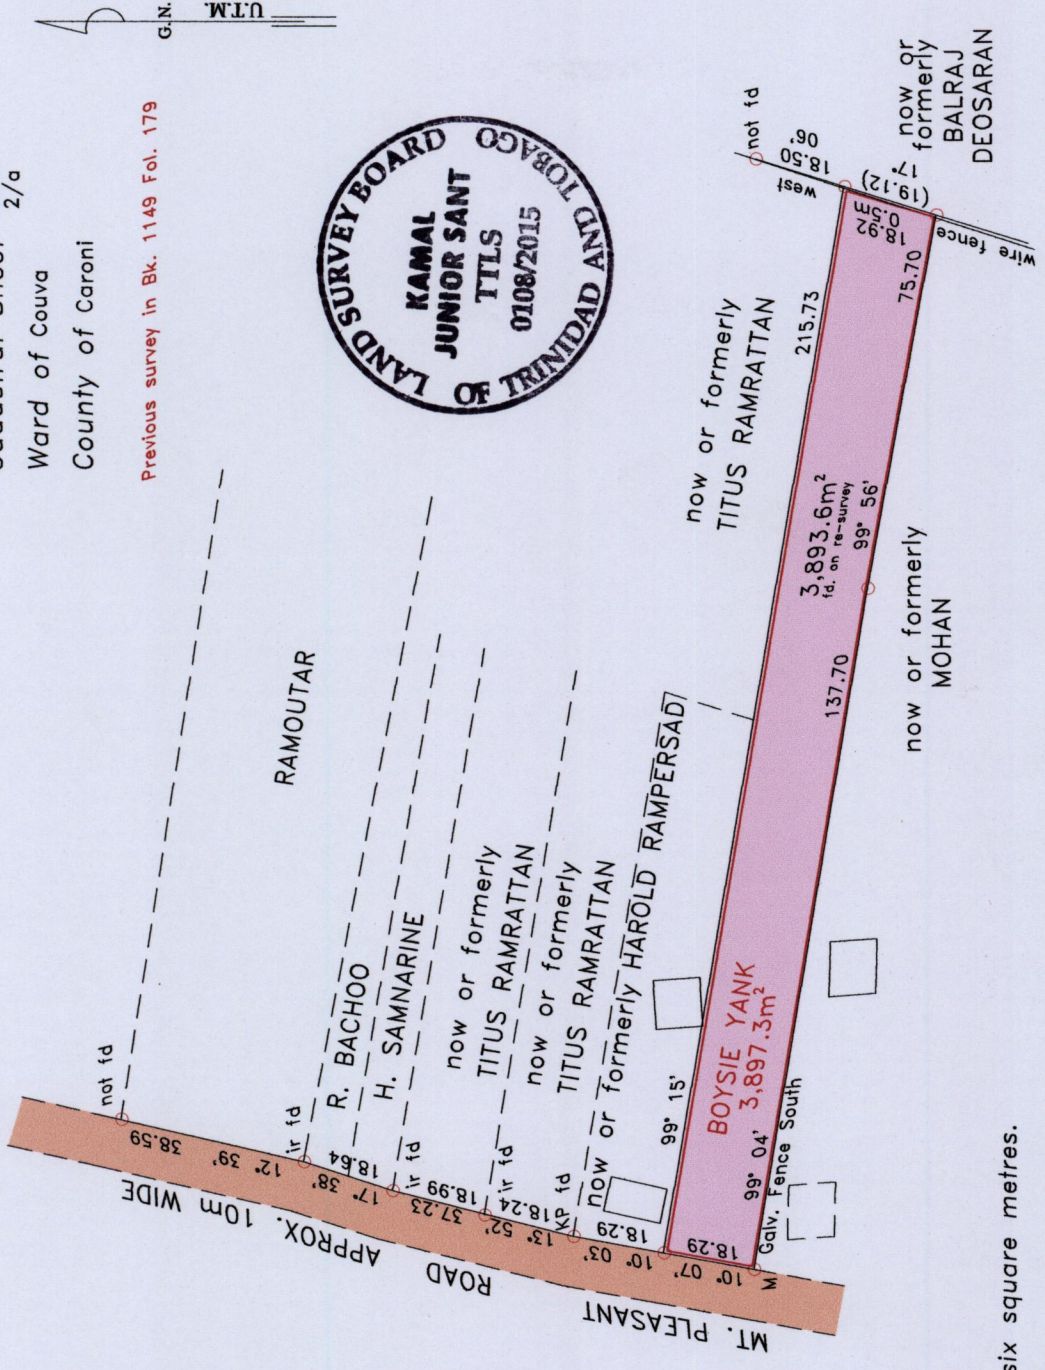 G.N.
U.T.M.
2/a
Ward of Couva
County of Caroni
Previous survey in Bk. 1149 Fol. 179
LAND SURVEY BOARD
OF TRINIDAD AND TOBAGO
KAMAL
JUNIOR SANT
TTLS
0108/2015
not fd
18.50
06'
west
(19.12)
17°
18.92
0.5m
wire fence
now or
formerly
BALRAJ
DEOSARAN
RAMOUTAR
now or formerly
TITUS RAMRATTAN
215.73
75.70
3,893.6m²
fd. on re-survey
99° 56'
137.70
now or formerly
MOHAN
not fd
38.59
12° 39'
ir fd
R. BACHOO
18.64
17° 38'
H. SAMNARINE
ir fd
18.99
37.23
now or formerly
TITUS RAMRATTAN
ir fd
18.24
13° 52'
now or formerly
TITUS RAMRATTAN
KP fd
now or formerly HAROLD RAMPERSAD
18.29
10° 03'
99° 15'
BOYSIE YANK
3,897.3m²
99° 04'
18.29
10° 07'
M
Galv. Fence South
MT. PLEASANT ROAD APPROX. 10m WIDE
six square metres.